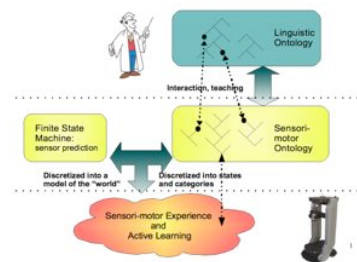 Linguistic
Ontology
Interaction, teaching
Finite State
Machine:
sensor prediction
Sensori-
motor
Ontology
Discretized into a
model of the "world"
Discretized into states
and categories
Sensori-motor Experience
and
Active Learning